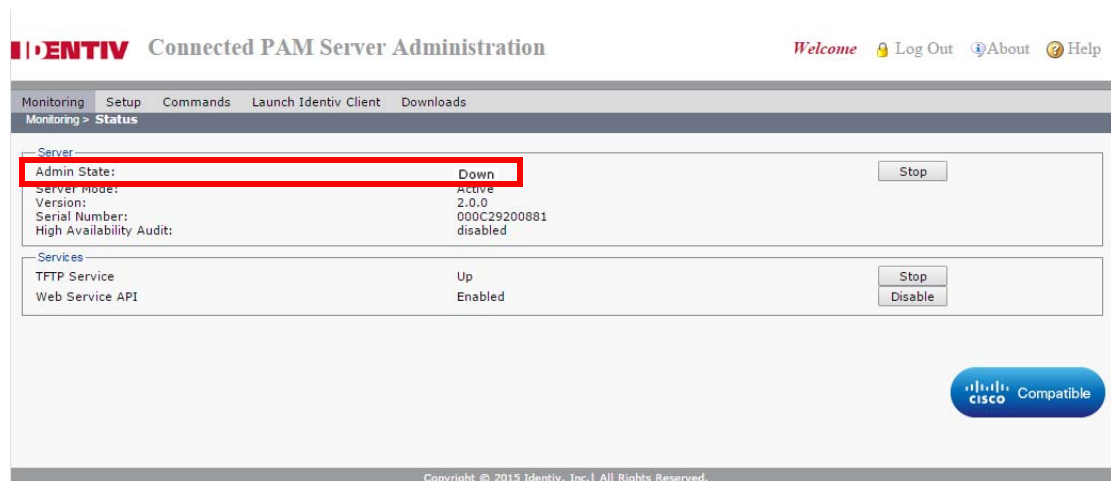 IDENTIV Connected PAM Server Administration Welcome Log Out About Help
Monitoring Setup Commands Launch Identiv Client Downloads
Monitoring > Status
Server
Admin State: Down Stop
Server Mode: Active
Version: 2.0.0
Serial Number: 000C29200881
High Availability Audit: disabled
Services
TFTP Service Up Stop
Web Service API Enabled Disable
CISCO Compatible
Copyright © 2015 Identiv, Inc.| All Rights Reserved.